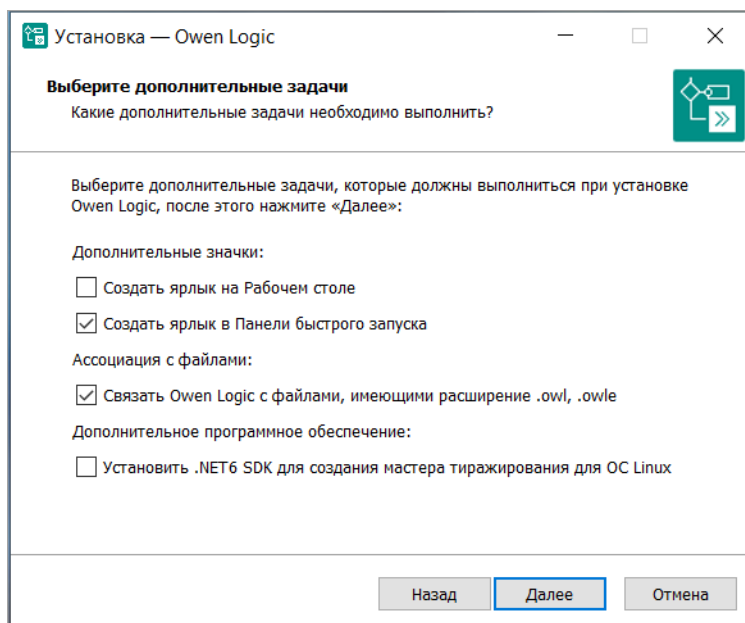 Установка — Owen Logic
Выберите дополнительные задачи
Какие дополнительные задачи необходимо выполнить?
Выберите дополнительные задачи, которые должны выполниться при установке
Owen Logic, после этого нажмите «Далее»:
Дополнительные значки:
Создать ярлык на Рабочем столе
Создать ярлык в Панели быстрого запуска
Ассоциация с файлами:
Связать Owen Logic с файлами, имеющими расширение .owl, .owle
Дополнительное программное обеспечение:
Установить .NET6 SDK для создания мастера тиражирования для ОС Linux
Назад
Далее
Отмена